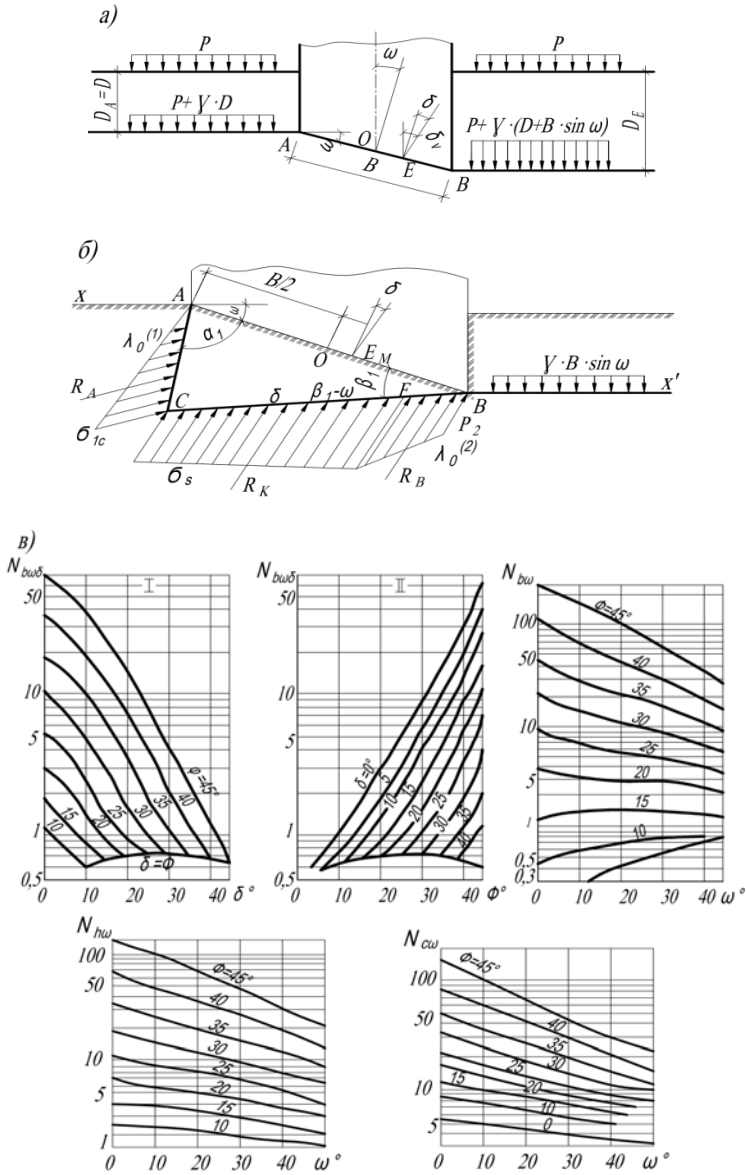 а)
P
ω
P
D_A = D
P+ γ·D
δ
δ_v
P+ γ·(D+B·sin ω)
D_E
A
ω
O
B
E
B
б)
B/2
δ
x
A
ω
α_1
λ_0^(1)
O
E_M
β_1
γ·B·sin ω
x'
R_A
C
δ
β_1-ω
F
B
P_2
σ_1c
λ_0^(2)
σ_s
R_K
R_B
в)
N_bωδ
I
50
10
5
1
0,5
φ=45°
40
35
30
25
20
15
10
δ=Ф
0 10 20 30 40 δ°
N_bωδ
II
50
10
5
1
0,5
δ=0°
5
10
15
20
25
30
35
40
0 10 20 30 40 Ф°
N_bω
100
50
10
5
1
0,5
0,3
Ф=45°
40
35
30
25
20
15
10
0 10 20 30 40 ω°
N_hω
100
50
10
5
1
Ф=45°
40
35
30
25
20
15
10
0 10 20 30 40 ω°
N_cω
100
50
10
5
Ф=45°
40
35
30
25
20
15
10
0
0 10 20 30 40 ω°